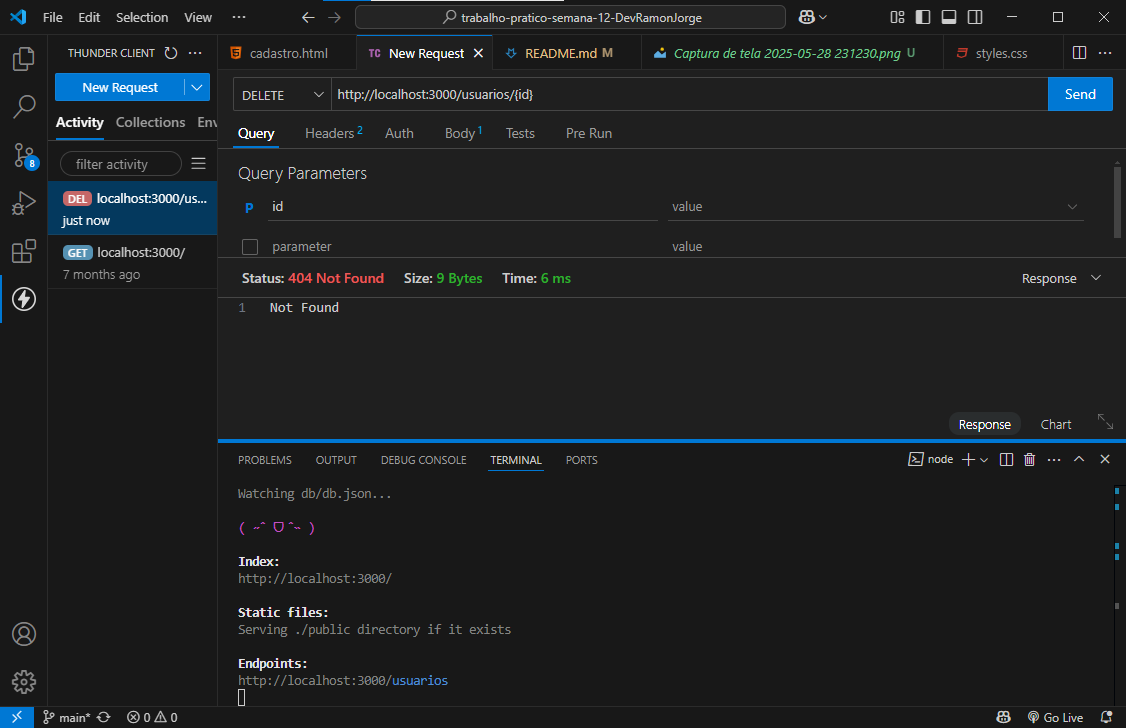 File Edit Selection View ··· trabalho-pratico-semana-12-DevRamonJorge
THUNDER CLIENT ···
New Request
Activity Collections Env
filter activity
8
DEL localhost:3000/us...
just now
GET localhost:3000/
7 months ago
cadastro.html TC New Request README.md M Captura de tela 2025-05-28 231230.png U styles.css ···
DELETE http://localhost:3000/usuarios/{id} Send
Query Headers 2 Auth Body 1 Tests Pre Run
Query Parameters
P id value
parameter value
Status: 404 Not Found Size: 9 Bytes Time: 6 ms Response
1 Not Found
Response Chart
PROBLEMS OUTPUT DEBUG CONSOLE TERMINAL PORTS node ···
Watching db/db.json...
( ˶ˆ ᗜ ˆ˵ )
Index:
http://localhost:3000/
Static files:
Serving ./public directory if it exists
Endpoints:
http://localhost:3000/usuarios
main* 0 0 Go Live